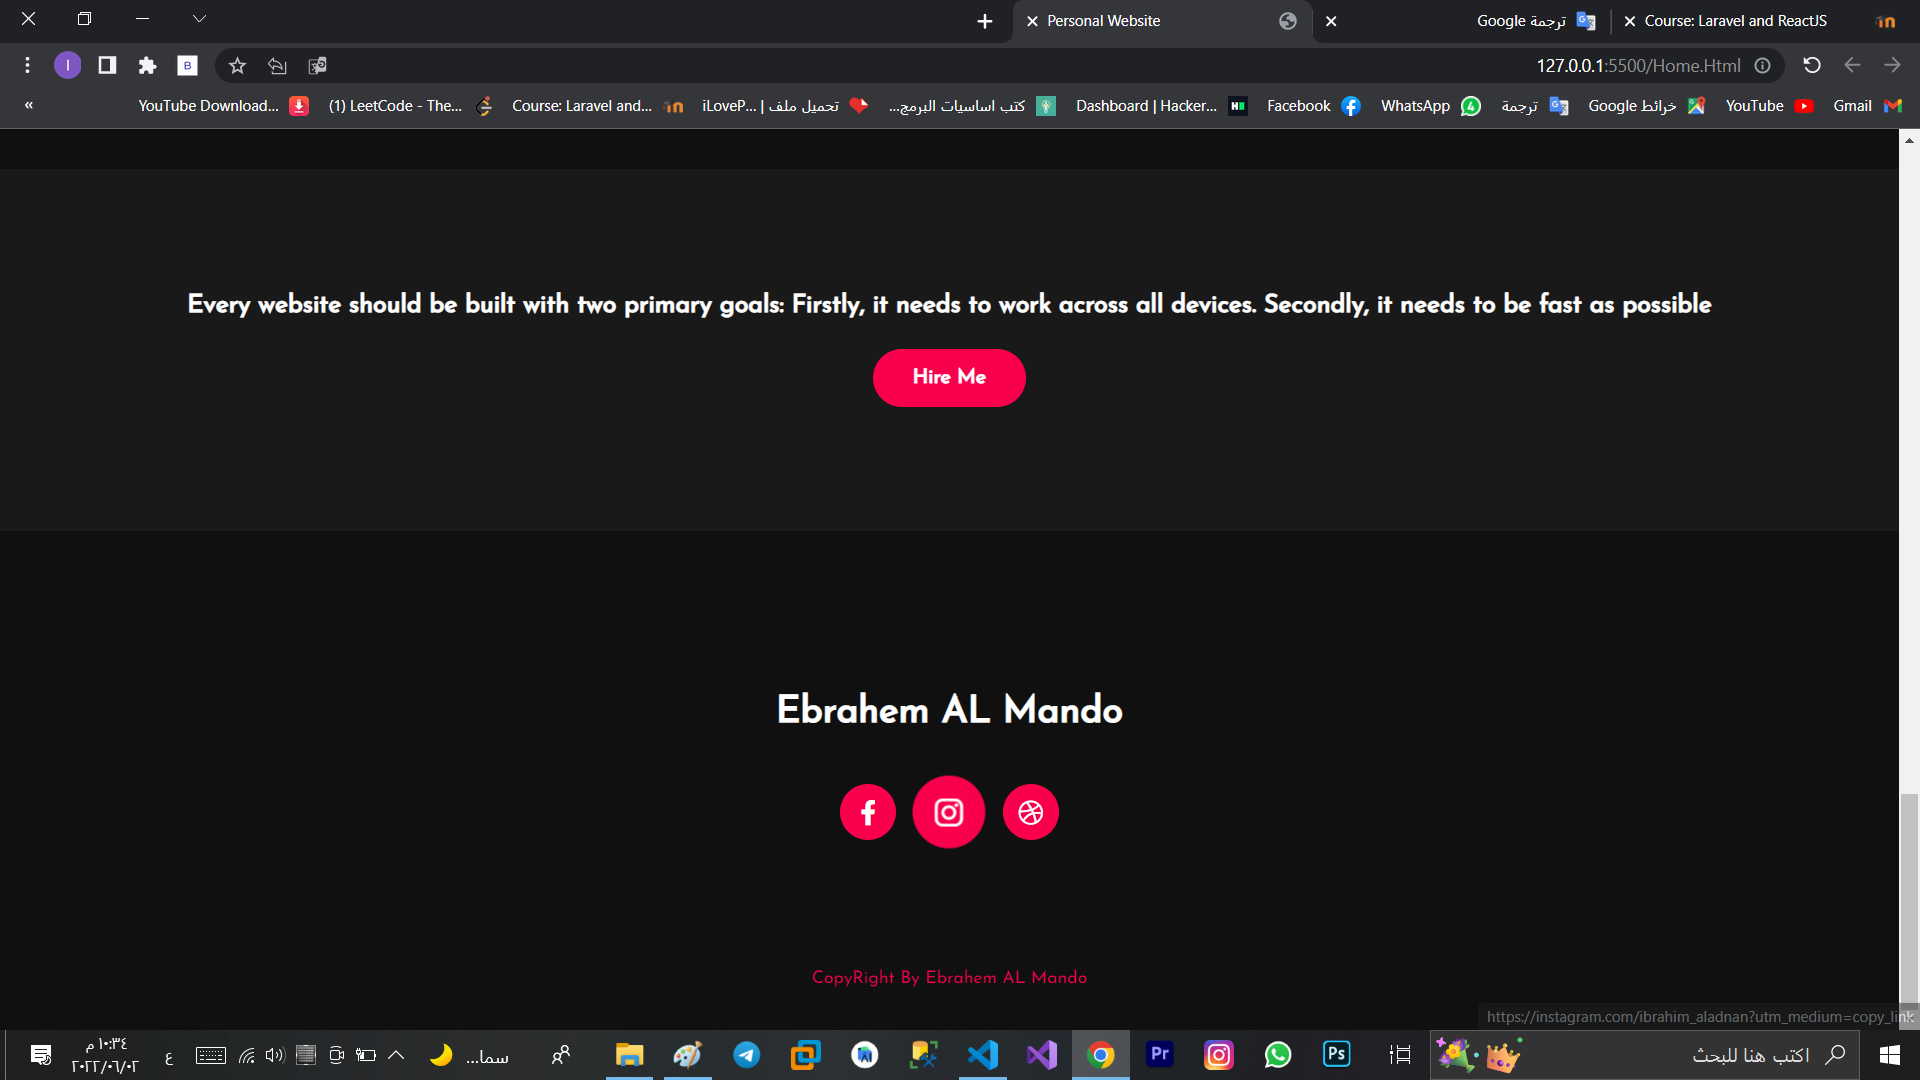 Personal Website
ترجمة Google
Course: Laravel and ReactJS
I
B
127.0.0.1:5500/Home.Html
«
YouTube Download...
(1) LeetCode - The...
Course: Laravel and...
iLoveP... | تحميل ملف
كتب اساسيات البرمج...
Dashboard | Hacker...
Facebook
WhatsApp
4
ترجمة
خرائط Google
YouTube
Gmail
Every website should be built with two primary goals: Firstly, it needs to work across all devices. Secondly, it needs to be fast as possible
Hire Me
Ebrahem AL Mando
CopyRight By Ebrahem AL Mando
https://instagram.com/ibrahim_aladnan?utm_medium=copy_link
١٠:٣٤ م
٢٠٢٢/٠٦/٠٢
ع
سما...
Pr
Ps
اكتب هنا للبحث